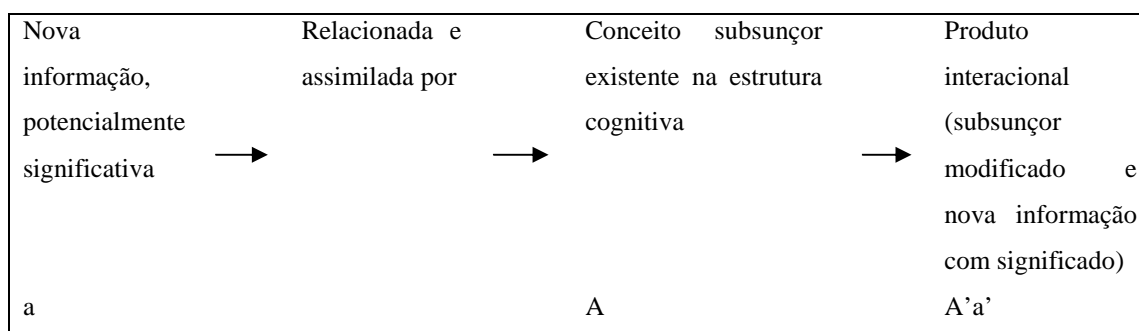 Nova
informação,
potencialmente
significativa
a
Relacionada e
assimilada por
Conceito subsunçor
existente na estrutura
cognitiva
A
Produto
interacional
(subsunçor
modificado e
nova informação
com significado)
A’a’